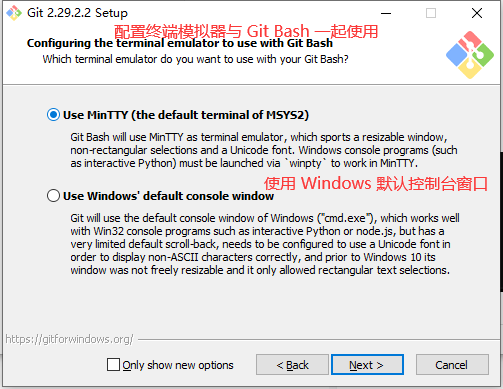 Git 2.29.2.2 Setup
配置终端模拟器与 Git Bash 一起使用
Configuring the terminal emulator to use with Git Bash
Which terminal emulator do you want to use with your Git Bash?
Use MinTTY (the default terminal of MSYS2)
Git Bash will use MinTTY as terminal emulator, which sports a resizable window,
non-rectangular selections and a Unicode font. Windows console programs (such
as interactive Python) must be launched via `winpty` to work in MinTTY.
使用 Windows 默认控制台窗口
Use Windows' default console window
Git will use the default console window of Windows ("cmd.exe"), which works well
with Win32 console programs such as interactive Python or node.js, but has a
very limited default scroll-back, needs to be configured to use a Unicode font in
order to display non-ASCII characters correctly, and prior to Windows 10 its
window was not freely resizable and it only allowed rectangular text selections.
https://gitforwindows.org/
Only show new options
< Back
Next >
Cancel